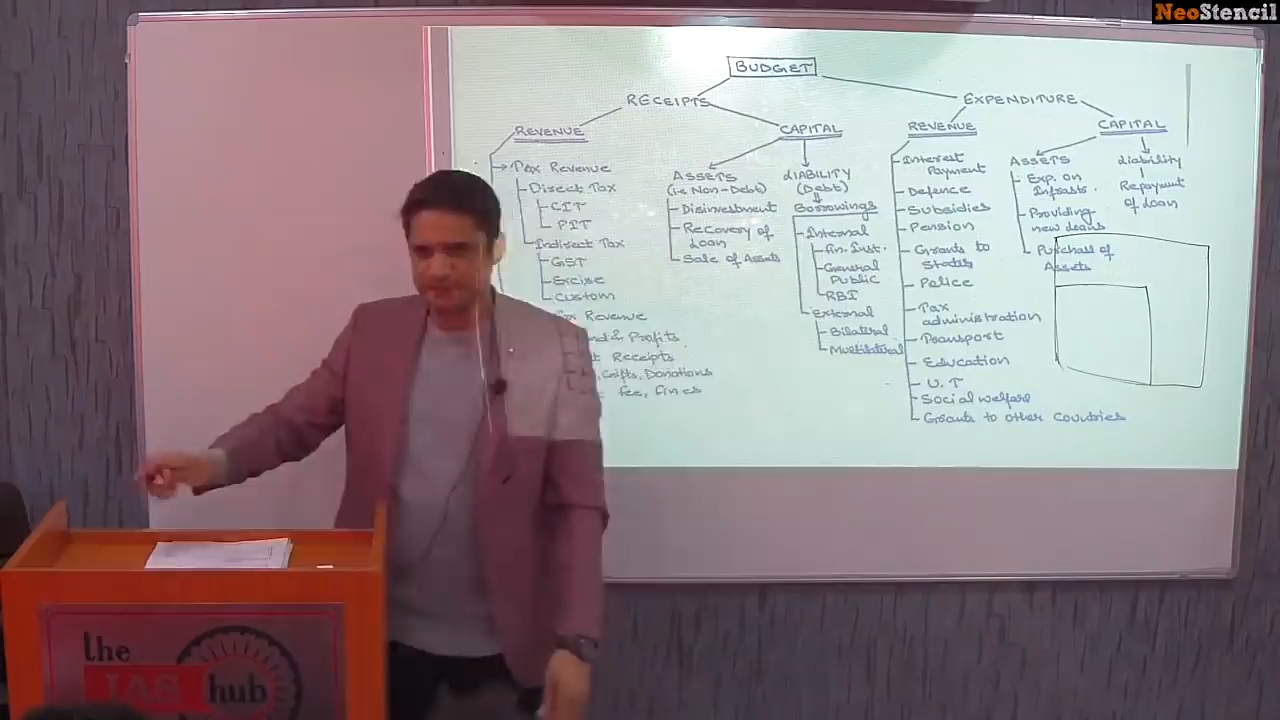 NeoStencil
BUDGET
RECEIPTS
EXPENDITURE
REVENUE
CAPITAL
REVENUE
CAPITAL
Tax Revenue
Direct Tax
CIT
PIT
Indirect Tax
GST
Excise
Custom
Tax Revenue
& Profits
Receipts
Gifts, Donations
fee, fines
ASSETS
(i.e Non-Debt)
Disinvestment
Recovery of
Loan
Sale of Assets
LIABILITY
(Debt)
Borrowings
Internal
Fin. Inst.
General
Public
RBI
External
Bilateral
Multilateral
Interest
Payment
Defence
Subsidies
Pension
Grants to
States
Police
Tax
administration
Transport
Education
U.T
Social welfare
Grants to other Countries
ASSETS
Exp. on
Infrastr.
Providing
new loans
Purchase of
Assets
liability
Repayment
of Loan
the
IAS hub